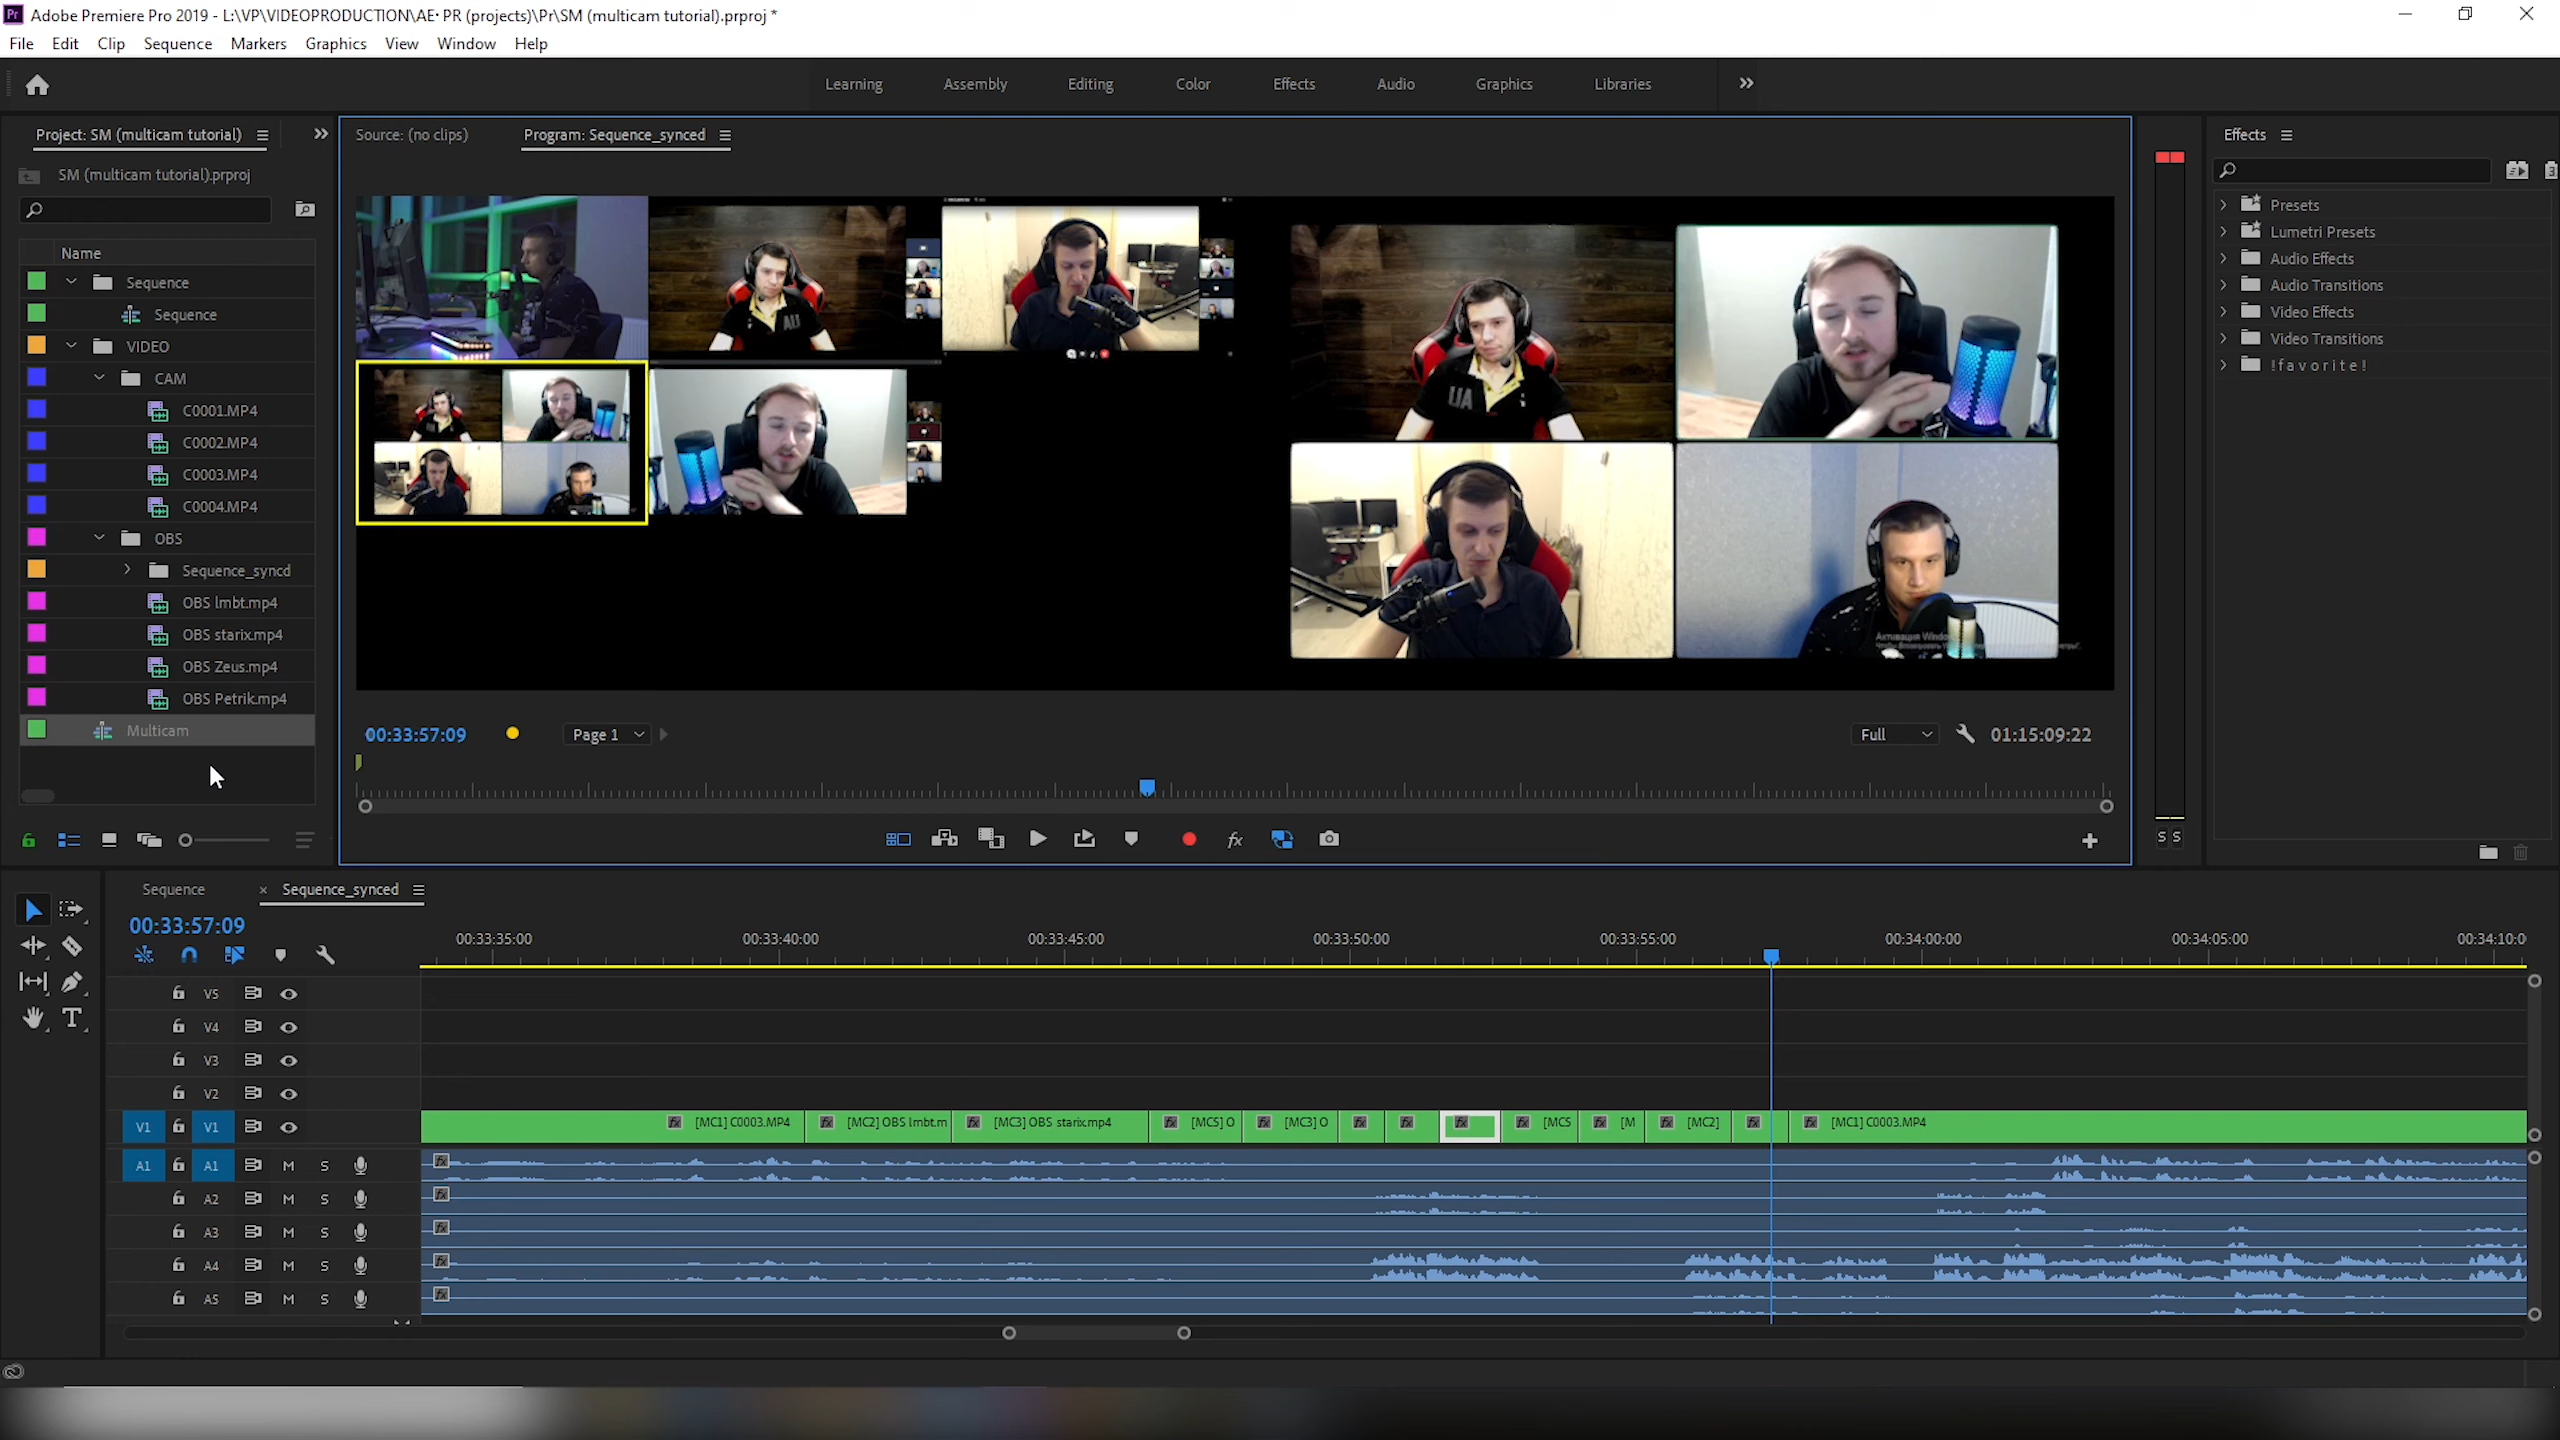 Adobe Premiere Pro 2019 - L:\VP\VIDEOPRODUCTION\AE• PR (projects)\Pr\SM (multicam tutorial).prproj *
File Edit Clip Sequence Markers Graphics View Window Help
Learning Assembly Editing Color Effects Audio Graphics Libraries
Project: SM (multicam tutorial)
SM (multicam tutorial).prproj
Name
Sequence
Sequence
VIDEO
CAM
C0001.MP4
C0002.MP4
C0003.MP4
C0004.MP4
OBS
Sequence_syncd
OBS lmbt.mp4
OBS starix.mp4
OBS Zeus.mp4
OBS Petrik.mp4
Multicam
Source: (no clips) Program: Sequence_synced
00:33:57:09 Page 1 Full 01:15:09:22
S S
Effects
Presets
Lumetri Presets
Audio Effects
Audio Transitions
Video Effects
Video Transitions
!favorite!
Sequence Sequence_synced
00:33:57:09
00:33:35:00 00:33:40:00 00:33:45:00 00:33:50:00 00:33:55:00 00:34:00:00 00:34:05:00 00:34:10:0
V5
V4
V3
V2
V1 V1 [MC1] C0003.MP4 [MC2] OBS lmbt.m [MC3] OBS starix.mp4 [MC5] O [MC3] O [MC5 [M [MC2] [MC1] C0003.MP4
A1 A1 M S
A2 M S
A3 M S
A4 M S
A5 M S